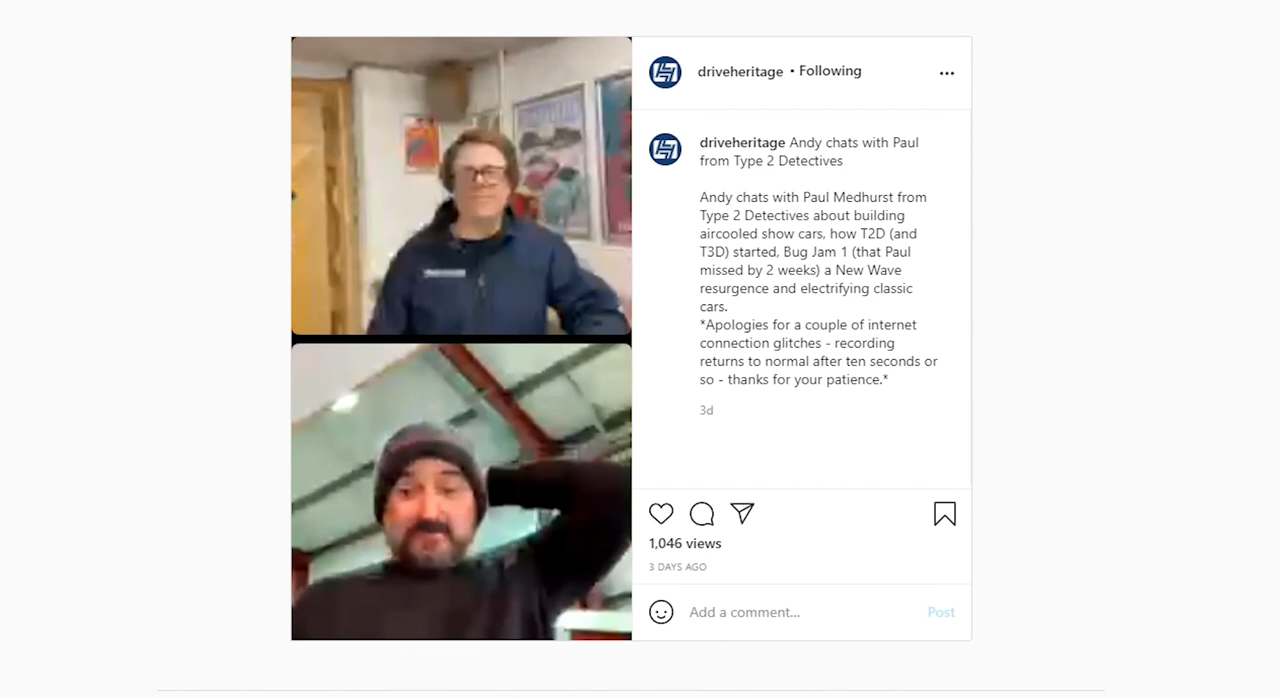 driveheritage • Following
driveheritage Andy chats with Paul
from Type 2 Detectives
Andy chats with Paul Medhurst from
Type 2 Detectives about building
aircooled show cars, how T2D (and
T3D) started, Bug Jam 1 (that Paul
missed by 2 weeks) a New Wave
resurgence and electrifying classic
cars.
*Apologies for a couple of internet
connection glitches - recording
returns to normal after ten seconds or
so - thanks for your patience.*
3d
1,046 views
3 DAYS AGO
Add a comment...
Post